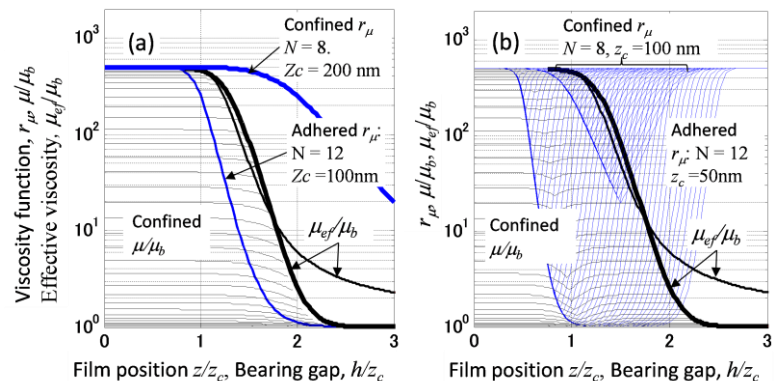 (a)
Confined rμ
N = 8.
Zc = 200 nm
Adhered rμ:
N = 12
Zc=100nm
Confined
μ/μb
μef/μb
10³
10²
10¹
10⁰
0
1
2
3
Viscosity function, rμ, μ/μb
Effective viscosity, μef/μb
Film position z/zc, Bearing gap, h/zc
(b)
Confined rμ
N = 8, zc=100 nm
Adhered
rμ: N = 12
zc=50nm
Confined
μ/μb
μef/μb
10³
10²
10¹
10⁰
0
1
2
3
rμ, μ/μb, μef/μb
Film position z/zc, Bearing gap, h/zc